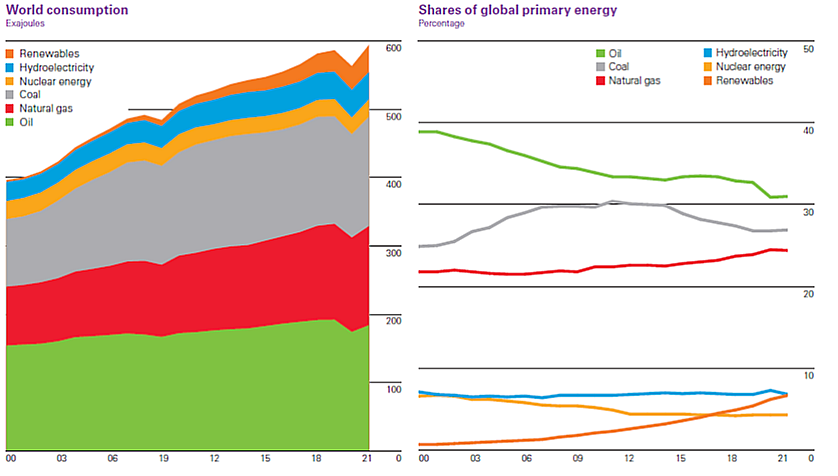 World consumption
Exajoules
Renewables
Hydroelectricity
Nuclear energy
Coal
Natural gas
Oil
600
500
400
300
200
100
0
00 03 06 19 12 15 18 21
Shares of global primary energy
Percentage
Oil
Coal
Natural gas
Hydroelectricity
Nuclear energy
Renewables
50
40
30
20
10
0
00 03 06 09 12 15 18 21